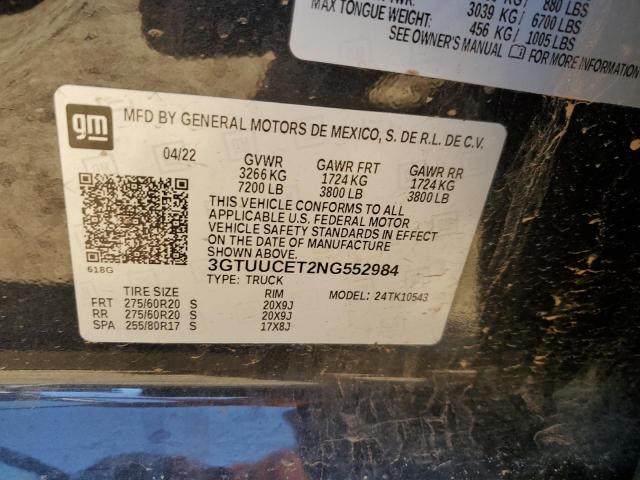 KG/ 880 LBS
3039 KG/ 6700 LBS
MAX TONGUE WEIGHT: 456 KG/ 1005 LBS
SEE OWNER'S MANUAL FOR MORE INFORMATION
gm
MFD BY GENERAL MOTORS DE MEXICO, S. DE R.L. DE C.V.
04/22 GVWR GAWR FRT GAWR RR
3266 KG 1724 KG 1724 KG
7200 LB 3800 LB 3800 LB
THIS VEHICLE CONFORMS TO ALL
APPLICABLE U.S. FEDERAL MOTOR
VEHICLE SAFETY STANDARDS IN EFFECT
ON THE DATE OF MANUFACTURE
SHOWN ABOVE
618G
3GTUUCET2NG552984
TYPE: TRUCK
TIRE SIZE RIM MODEL: 24TK10543
FRT 275/60R20 S 20X9J
RR 275/60R20 S 20X9J
SPA 255/80R17 S 17X8J